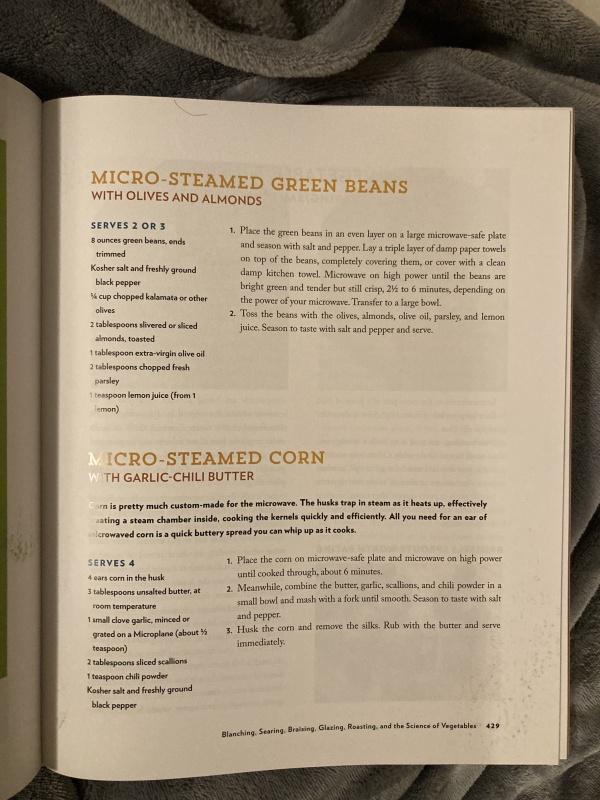 MICRO-STEAMED GREEN BEANS
WITH OLIVES AND ALMONDS
SERVES 2 OR 3
8 ounces green beans, ends
trimmed
Kosher salt and freshly ground
black pepper
¼ cup chopped kalamata or other
olives
2 tablespoons slivered or sliced
almonds, toasted
1 tablespoon extra-virgin olive oil
2 tablespoons chopped fresh
parsley
1 teaspoon lemon juice (from 1
lemon)
1. Place the green beans in an even layer on a large microwave-safe plate
and season with salt and pepper. Lay a triple layer of damp paper towels
on top of the beans, completely covering them, or cover with a clean
damp kitchen towel. Microwave on high power until the beans are
bright green and tender but still crisp, 2½ to 6 minutes, depending on
the power of your microwave. Transfer to a large bowl.
2. Toss the beans with the olives, almonds, olive oil, parsley, and lemon
juice. Season to taste with salt and pepper and serve.
MICRO-STEAMED CORN
WITH GARLIC-CHILI BUTTER
Corn is pretty much custom-made for the microwave. The husks trap in steam as it heats up, effectively
creating a steam chamber inside, cooking the kernels quickly and efficiently. All you need for an ear of
microwaved corn is a quick buttery spread you can whip up as it cooks.
SERVES 4
4 ears corn in the husk
3 tablespoons unsalted butter, at
room temperature
1 small clove garlic, minced or
grated on a Microplane (about ½
teaspoon)
2 tablespoons sliced scallions
1 teaspoon chili powder
Kosher salt and freshly ground
black pepper
1. Place the corn on microwave-safe plate and microwave on high power
until cooked through, about 6 minutes.
2. Meanwhile, combine the butter, garlic, scallions, and chili powder in a
small bowl and mash with a fork until smooth. Season to taste with salt
and pepper.
3. Husk the corn and remove the silks. Rub with the butter and serve
immediately.
Blanching, Searing, Braising, Glazing, Roasting, and the Science of Vegetables 429